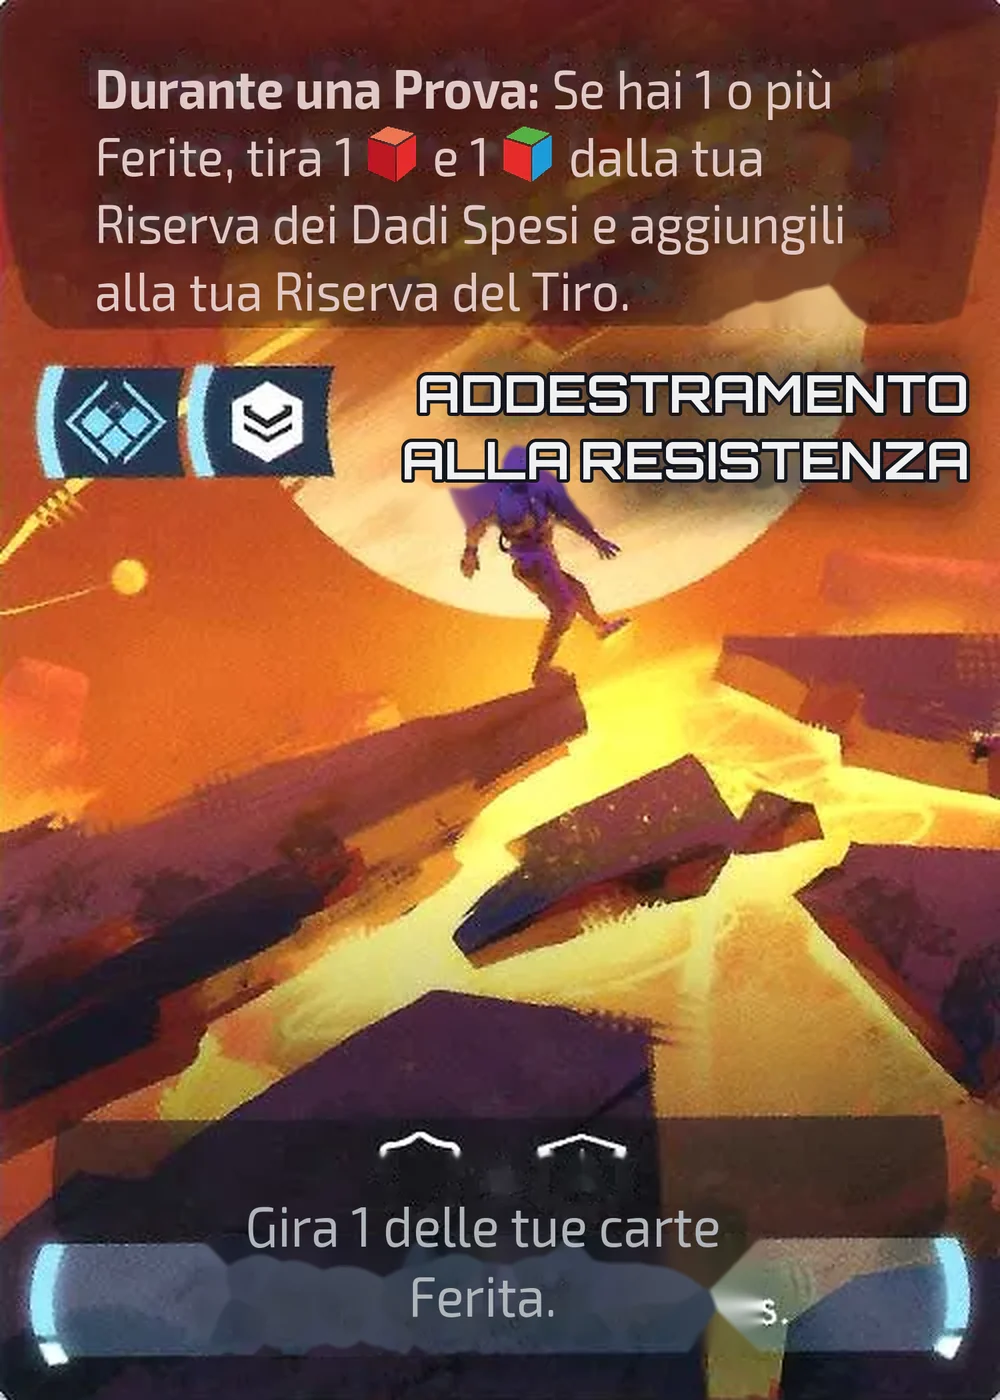 Durante una Prova: Se hai 1 o più
Ferite, tira 1 e 1 dalla tua
Riserva dei Dadi Spesi e aggiungili
alla tua Riserva del Tiro.
ADDESTRAMENTO
ALLA RESISTENZA
Gira 1 delle tue carte
Ferita.
s.